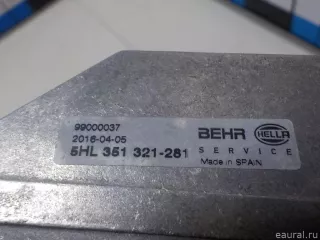 99000037
2016-04-05
5HL 351 321-281
BEHR HELLA
SERVICE
Made in SPAIN
eaural.ru